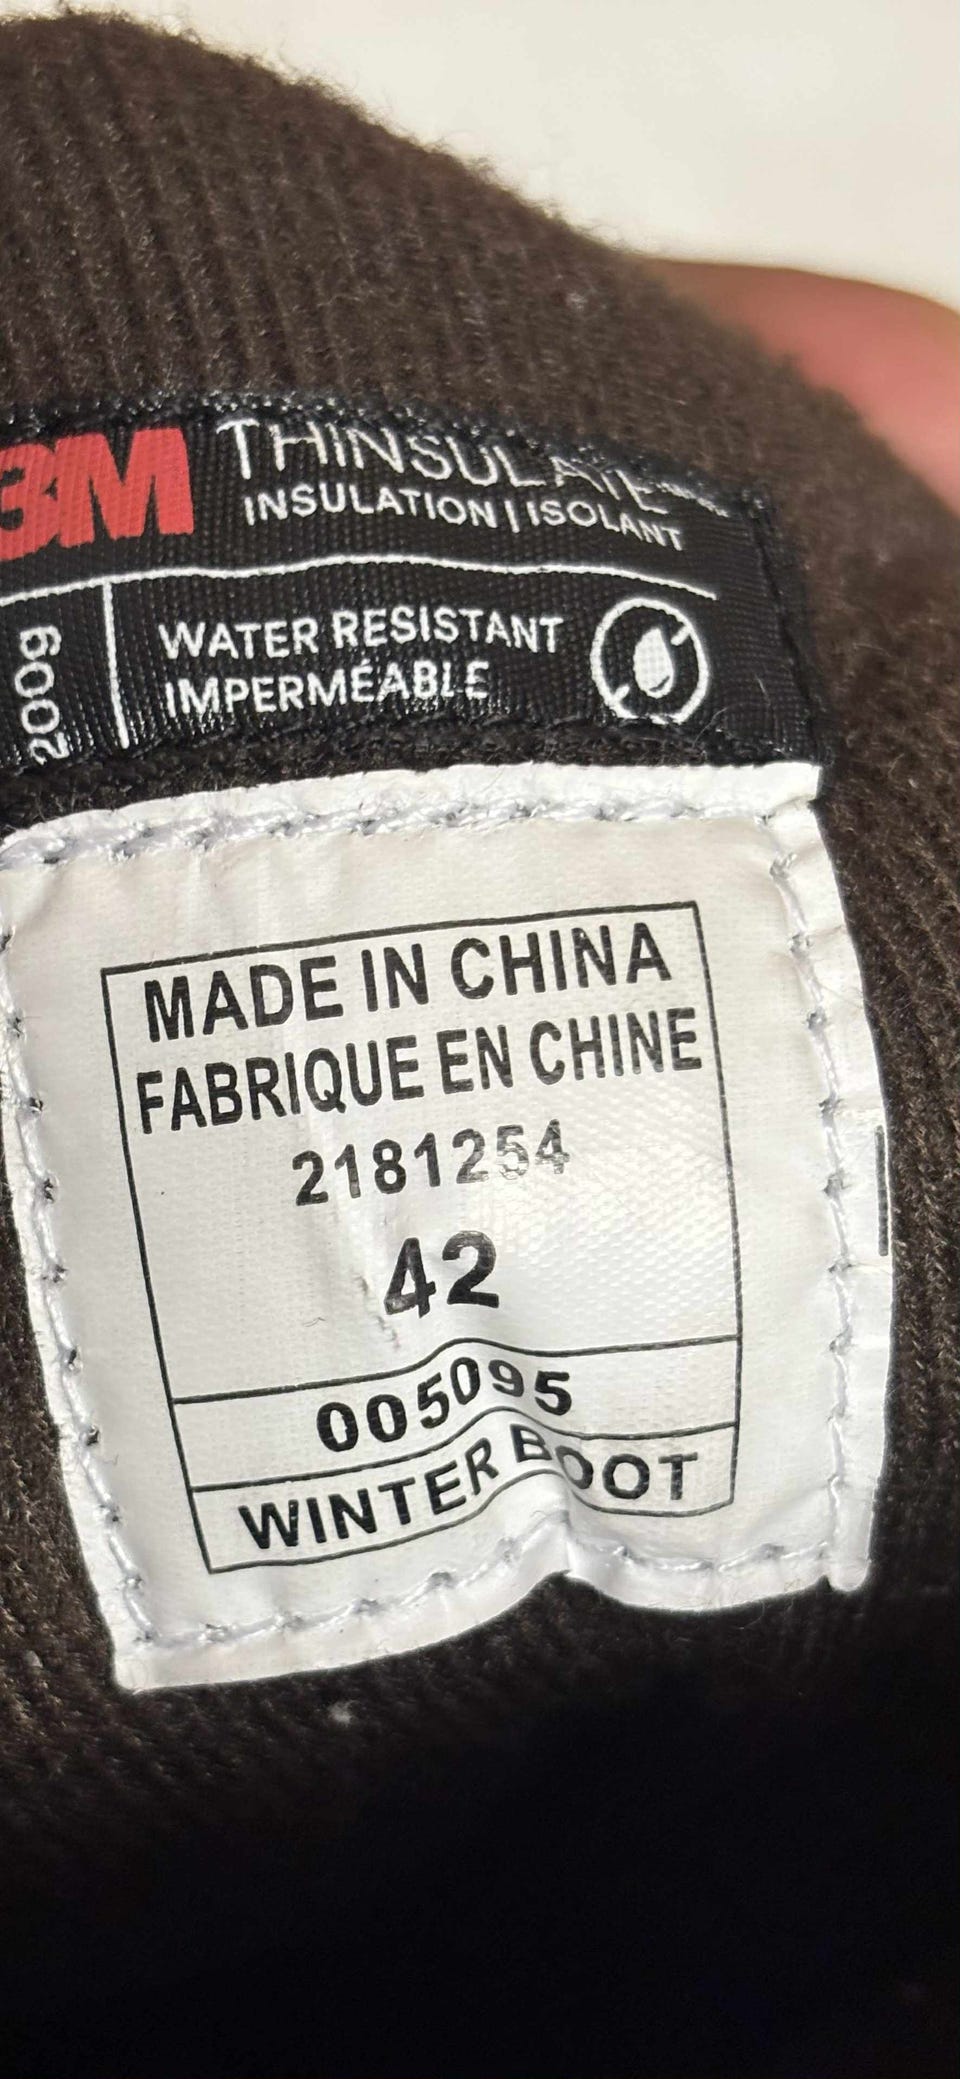 3M THINSULATE
INSULATION | ISOLANT
200g
WATER RESISTANT
IMPERMÉABLE
MADE IN CHINA
FABRIQUE EN CHINE
2181254
42
005095
WINTER BOOT